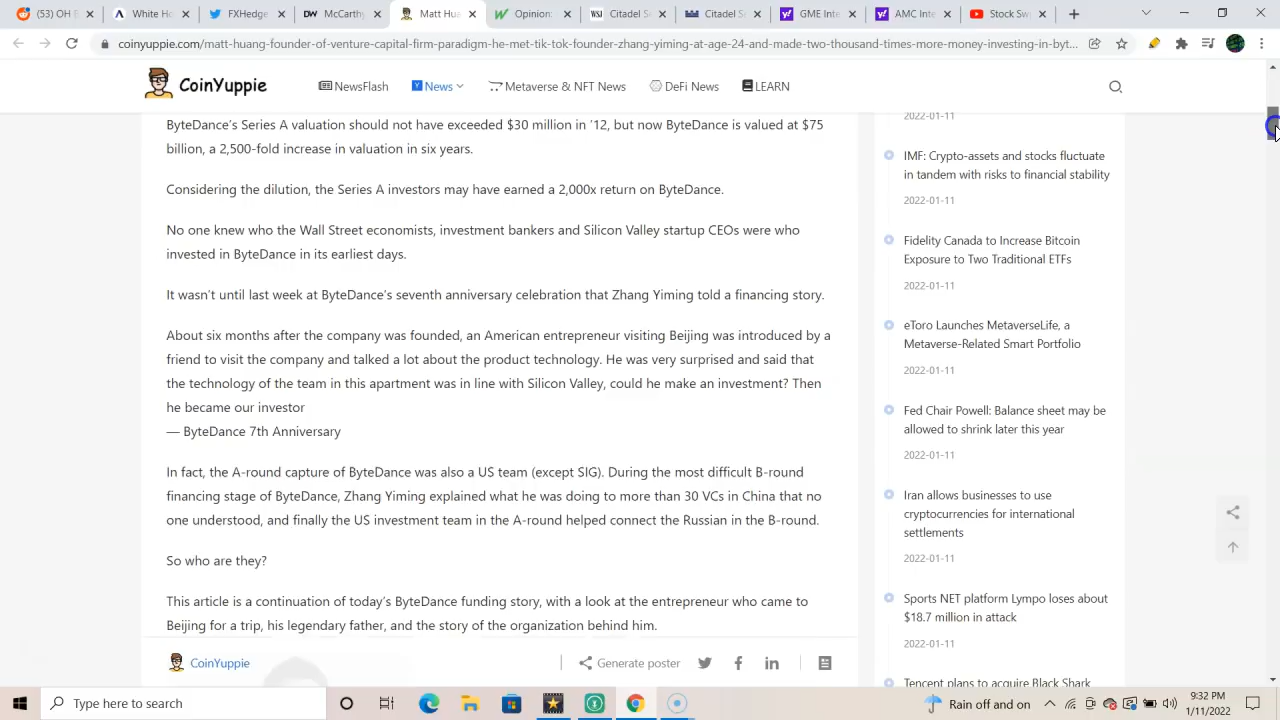 (53) OH B
White Ho
FXHedge
McCarthy
Matt Hua
Opinion:
Citadel S
Citadel S
GME Inte
AMC Inte
Stock Sw
coinyuppie.com/matt-huang-founder-of-venture-capital-firm-paradigm-he-met-tik-tok-founder-zhang-yiming-at-age-24-and-made-two-thousand-times-more-money-investing-in-byt...
CoinYuppie
NewsFlash
News
Metaverse & NFT News
DeFi News
LEARN
ByteDance's Series A valuation should not have exceeded $30 million in '12, but now ByteDance is valued at $75
billion, a 2,500-fold increase in valuation in six years.
Considering the dilution, the Series A investors may have earned a 2,000x return on ByteDance.
No one knew who the Wall Street economists, investment bankers and Silicon Valley startup CEOs were who
invested in ByteDance in its earliest days.
It wasn't until last week at ByteDance's seventh anniversary celebration that Zhang Yiming told a financing story.
About six months after the company was founded, an American entrepreneur visiting Beijing was introduced by a
friend to visit the company and talked a lot about the product technology. He was very surprised and said that
the technology of the team in this apartment was in line with Silicon Valley, could he make an investment? Then
he became our investor
— ByteDance 7th Anniversary
In fact, the A-round capture of ByteDance was also a US team (except SIG). During the most difficult B-round
financing stage of ByteDance, Zhang Yiming explained what he was doing to more than 30 VCs in China that no
one understood, and finally the US investment team in the A-round helped connect the Russian in the B-round.
So who are they?
This article is a continuation of today's ByteDance funding story, with a look at the entrepreneur who came to
Beijing for a trip, his legendary father, and the story of the organization behind him.
CoinYuppie
Generate poster
2022-01-11
IMF: Crypto-assets and stocks fluctuate
in tandem with risks to financial stability
2022-01-11
Fidelity Canada to Increase Bitcoin
Exposure to Two Traditional ETFs
2022-01-11
eToro Launches MetaverseLife, a
Metaverse-Related Smart Portfolio
2022-01-11
Fed Chair Powell: Balance sheet may be
allowed to shrink later this year
2022-01-11
Iran allows businesses to use
cryptocurrencies for international
settlements
2022-01-11
Sports NET platform Lympo loses about
$18.7 million in attack
2022-01-11
Tencent plans to acquire Black Shark
Type here to search
Rain off and on
9:32 PM
1/11/2022